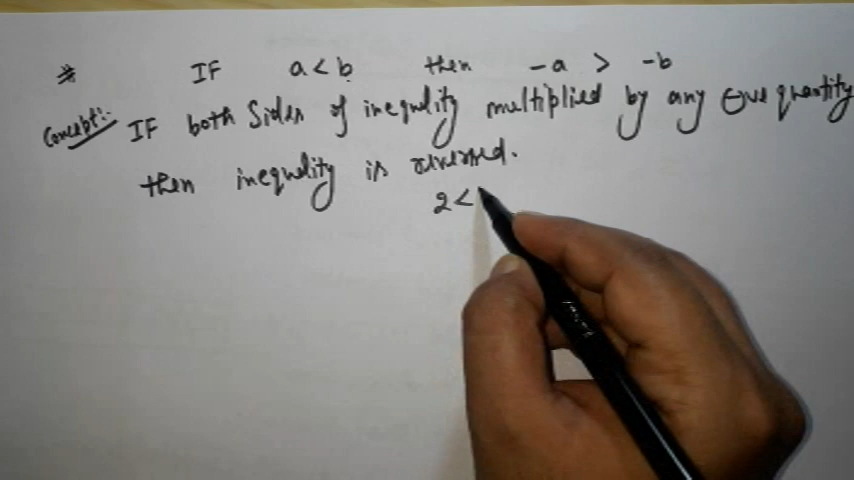 * IF a < b then -a > -b
Concept:- IF both Sides of inequality multiplied by any ⊖ve quantity
then inequality is reversed.
2 <